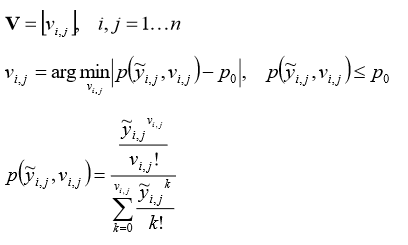 V = [v_{i,j}], i, j = 1…n
v_{i,j} = arg min_{v_{i,j}} |p(ỹ_{i,j}, v_{i,j}) − p_0|, p(ỹ_{i,j}, v_{i,j}) ≤ p_0
p(ỹ_{i,j}, v_{i,j}) = (ỹ_{i,j}^{v_{i,j}} / v_{i,j}!) / (∑_{k=0}^{v_{i,j}} ỹ_{i,j}^k / k!)